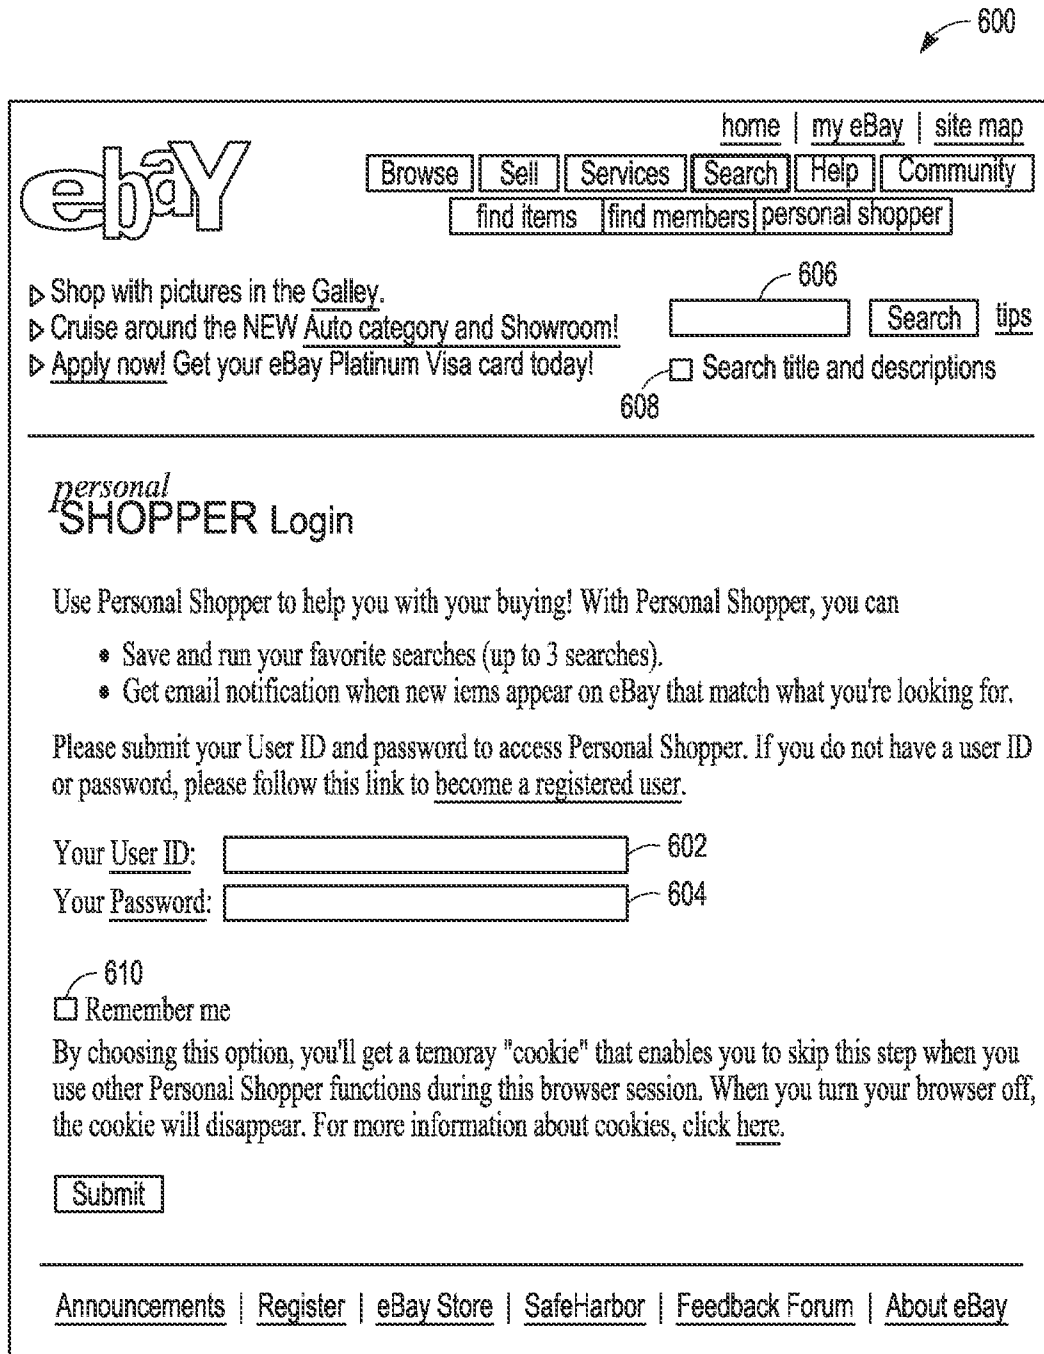 600
home | my eBay | site map
ebaY
Browse Sell Services Search Help Community
find items find members personal shopper
606
Shop with pictures in the Galley.
Cruise around the NEW Auto category and Showroom!
Search tips
Apply now! Get your eBay Platinum Visa card today!
Search title and descriptions
608
personal
SHOPPER Login
Use Personal Shopper to help you with your buying! With Personal Shopper, you can
• Save and run your favorite searches (up to 3 searches).
• Get email notification when new iems appear on eBay that match what you're looking for.
Please submit your User ID and password to access Personal Shopper. If you do not have a user ID
or password, please follow this link to become a registered user.
Your User ID: 602
Your Password: 604
610
Remember me
By choosing this option, you'll get a temoray "cookie" that enables you to skip this step when you
use other Personal Shopper functions during this browser session. When you turn your browser off,
the cookie will disappear. For more information about cookies, click here.
Submit
Announcements | Register | eBay Store | SafeHarbor | Feedback Forum | About eBay